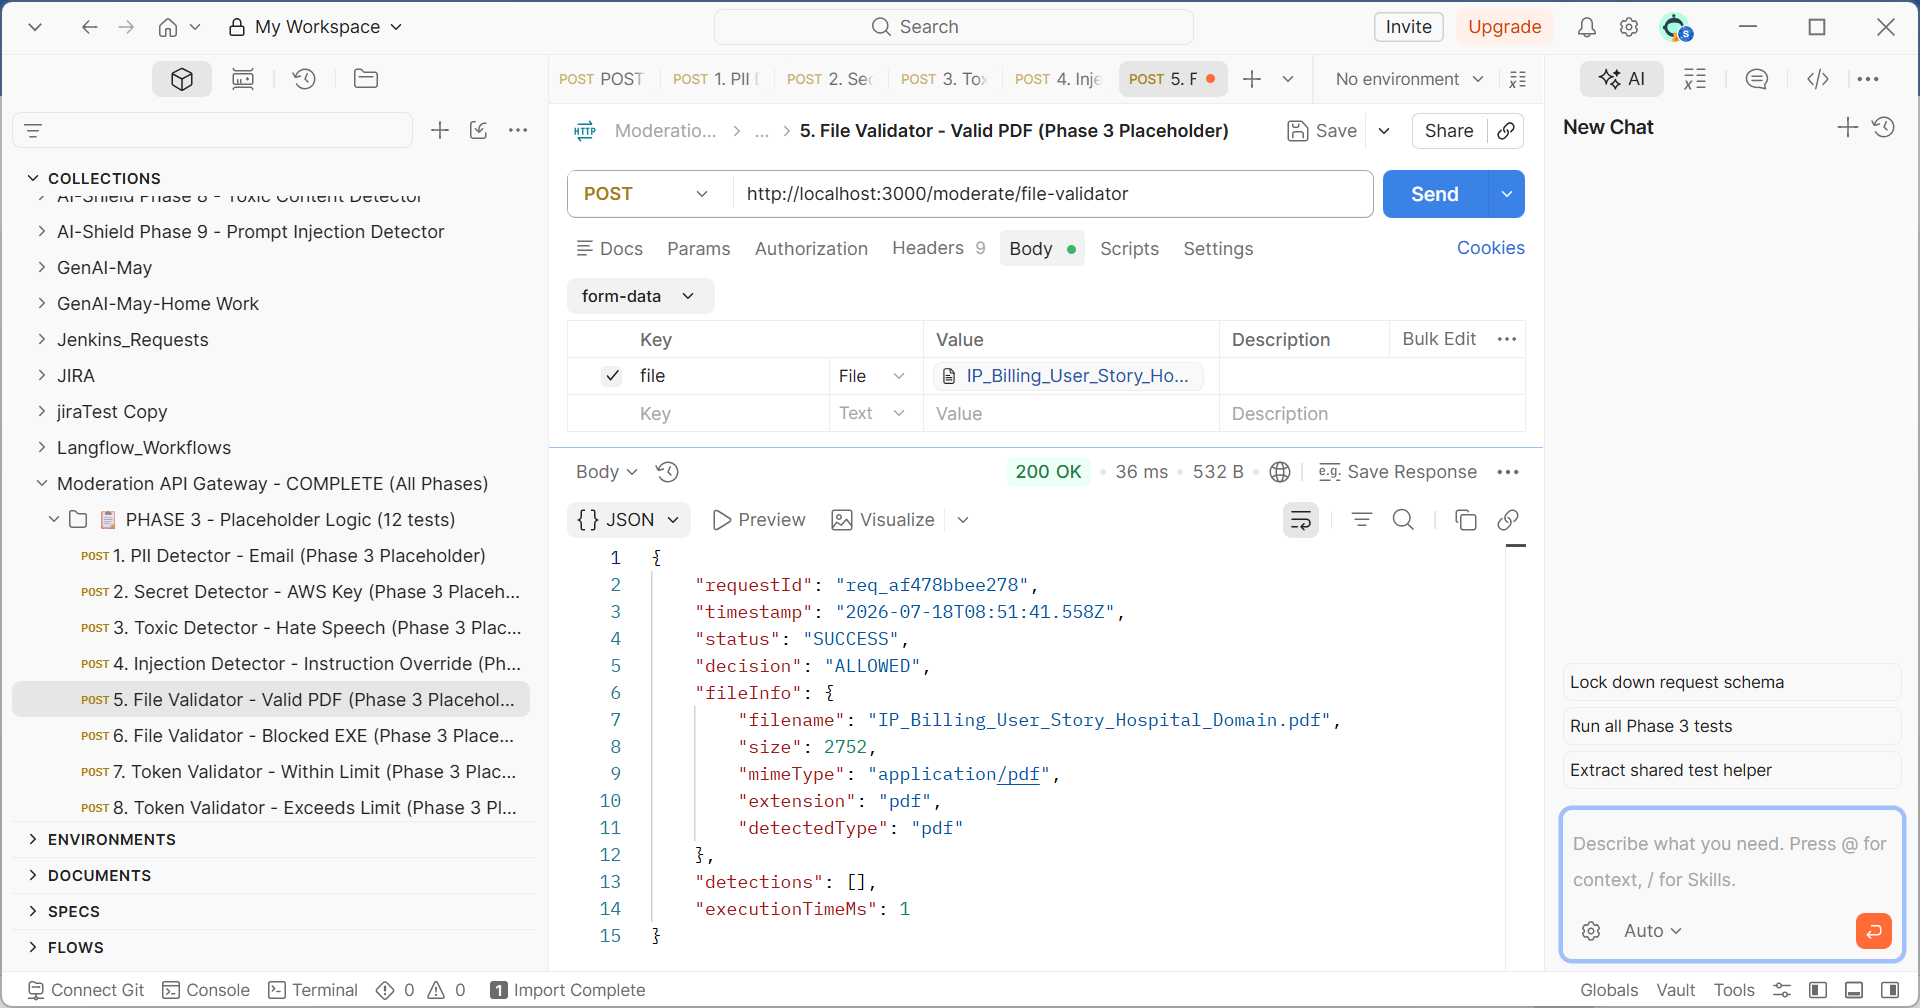 My Workspace
Search
Invite
Upgrade
POST POST
POST 1. PII
POST 2. Sec
POST 3. Tox
POST 4. Inje
POST 5. F
No environment
AI
COLLECTIONS
AI-Shield Phase 8 - Toxic Content Detector
AI-Shield Phase 9 - Prompt Injection Detector
GenAI-May
GenAI-May-Home Work
Jenkins_Requests
JIRA
jiraTest Copy
Langflow_Workflows
Moderation API Gateway - COMPLETE (All Phases)
PHASE 3 - Placeholder Logic (12 tests)
POST 1. PII Detector - Email (Phase 3 Placeholder)
POST 2. Secret Detector - AWS Key (Phase 3 Placeh...
POST 3. Toxic Detector - Hate Speech (Phase 3 Plac...
POST 4. Injection Detector - Instruction Override (Ph...
POST 5. File Validator - Valid PDF (Phase 3 Placehol...
POST 6. File Validator - Blocked EXE (Phase 3 Place...
POST 7. Token Validator - Within Limit (Phase 3 Plac...
POST 8. Token Validator - Exceeds Limit (Phase 3 Pl...
ENVIRONMENTS
DOCUMENTS
SPECS
FLOWS
HTTP Moderatio... > ... > 5. File Validator - Valid PDF (Phase 3 Placeholder)
Save
Share
POST http://localhost:3000/moderate/file-validator
Send
Docs Params Authorization Headers 9 Body Scripts Settings
Cookies
form-data
Key Value Description Bulk Edit
file File IP_Billing_User_Story_Ho...
Key Text Value Description
Body 200 OK 36 ms 532 B e.g. Save Response
{} JSON Preview Visualize
1 {
2 "requestId": "req_af478bbee278",
3 "timestamp": "2026-07-18T08:51:41.558Z",
4 "status": "SUCCESS",
5 "decision": "ALLOWED",
6 "fileInfo": {
7 "filename": "IP_Billing_User_Story_Hospital_Domain.pdf",
8 "size": 2752,
9 "mimeType": "application/pdf",
10 "extension": "pdf",
11 "detectedType": "pdf"
12 },
13 "detections": [],
14 "executionTimeMs": 1
15 }
New Chat
Lock down request schema
Run all Phase 3 tests
Extract shared test helper
Describe what you need. Press @ for
context, / for Skills.
Auto
Connect Git Console Terminal 0 0 1 Import Complete
Globals Vault Tools